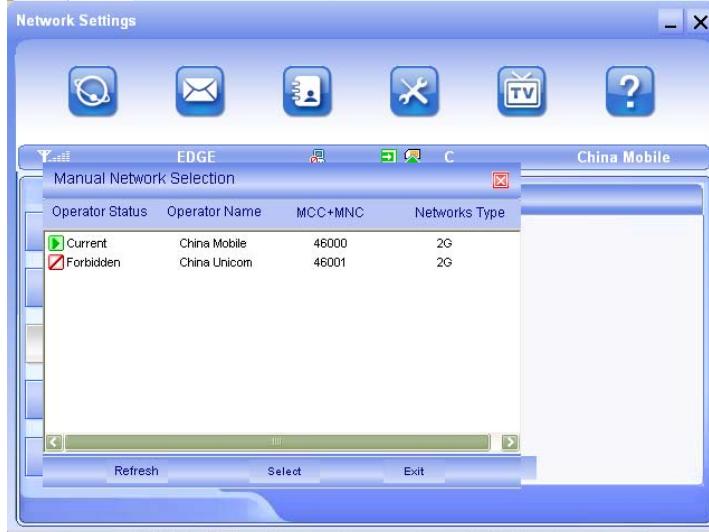 Network Settings
TV
?
EDGE C China Mobile
Manual Network Selection
Operator Status Operator Name MCC+MNC Networks Type
Current China Mobile 46000 2G
Forbidden China Unicom 46001 2G
Refresh Select Exit